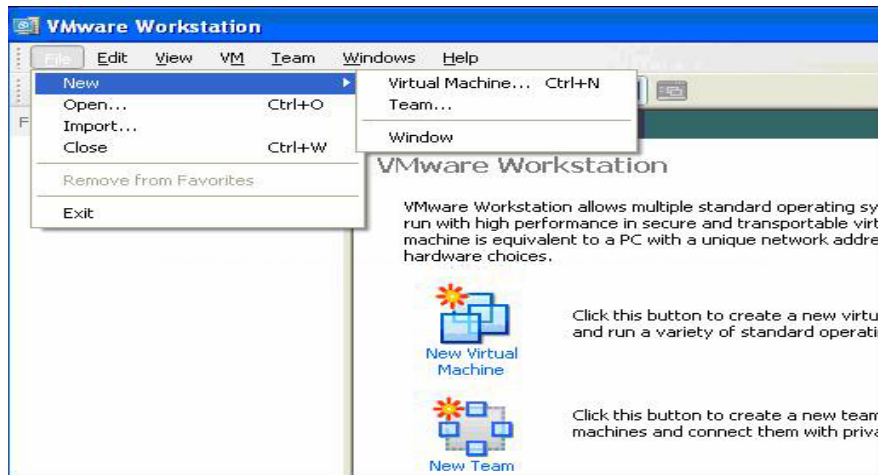 VMware Workstation
File Edit View VM Team Windows Help
New
Open... Ctrl+O
Import...
Close Ctrl+W
Remove from Favorites
Exit
Virtual Machine... Ctrl+N
Team...
Window
F
VMware Workstation
VMware Workstation allows multiple standard operating sy
run with high performance in secure and transportable virt
machine is equivalent to a PC with a unique network addre
hardware choices.
New Virtual
Machine
Click this button to create a new virtu
and run a variety of standard operati
New Team
Click this button to create a new team
machines and connect them with priva